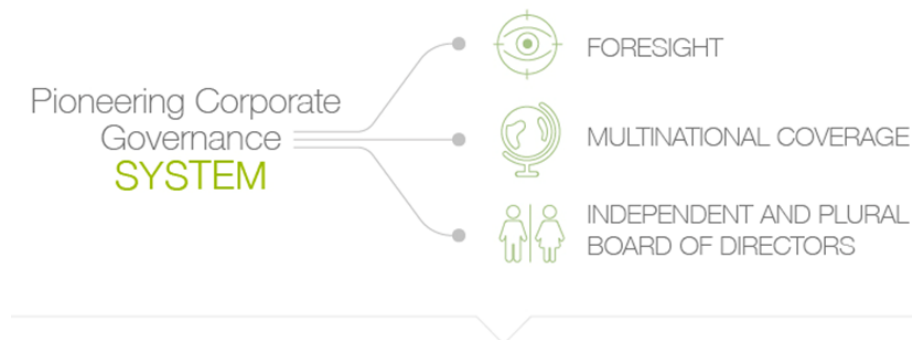 Pioneering Corporate
Governance
SYSTEM
FORESIGHT
MULTINATIONAL COVERAGE
INDEPENDENT AND PLURAL
BOARD OF DIRECTORS